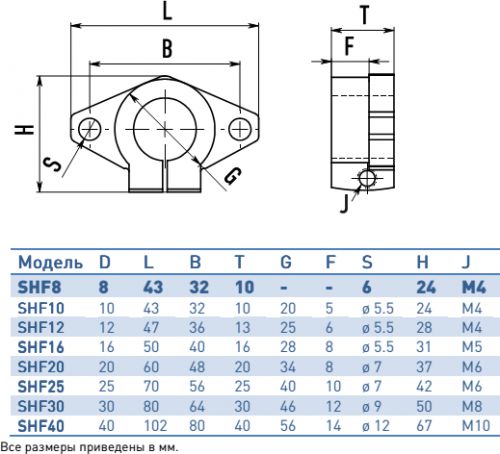 L
T
B
F
H
S
G
J
Модель D L B T G F S H J
SHF8 8 43 32 10 - - 6 24 M4
SHF10 10 43 32 10 20 5 ø 5.5 24 M4
SHF12 12 47 36 13 25 6 ø 5.5 28 M4
SHF16 16 50 40 16 28 8 ø 5.5 31 M5
SHF20 20 60 48 20 34 8 ø 7 37 M6
SHF25 25 70 56 25 40 10 ø 7 42 M6
SHF30 30 80 64 30 46 12 ø 9 50 M8
SHF40 40 102 80 40 56 14 ø 12 67 M10
Все размеры приведены в мм.